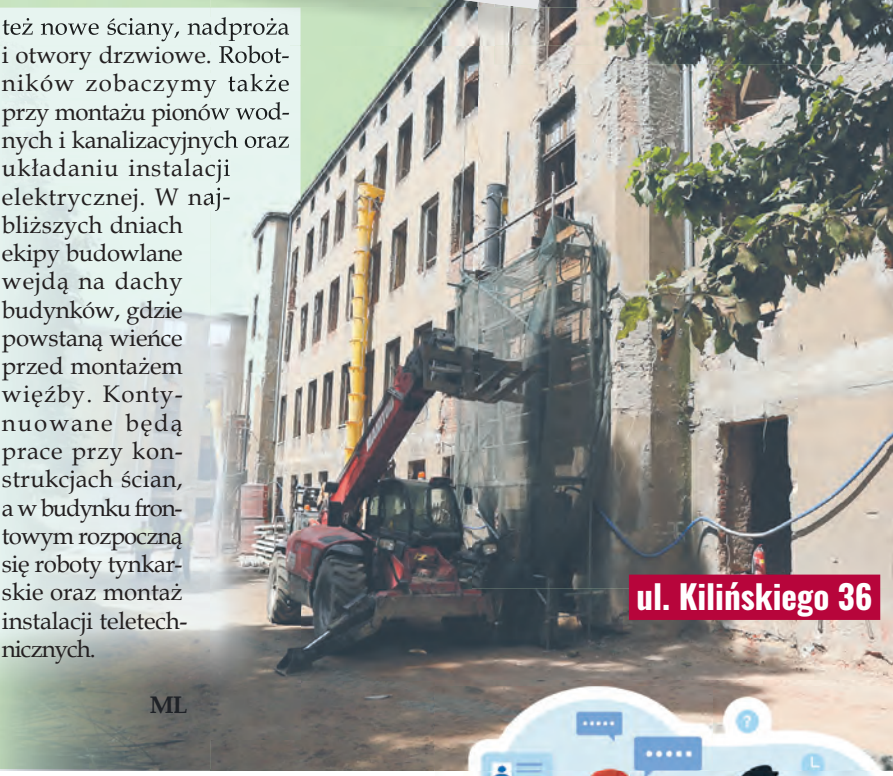 też nowe ściany, nadproża
i otwory drzwiowe. Robot-
ników zobaczymy także
przy montażu pionów wod-
nych i kanalizacyjnych oraz
układaniu instalacji
elektrycznej. W naj-
bliższych dniach
ekipy budowlane
wejdą na dachy
budynków, gdzie
powstaną wieńce
przed montażem
więźby. Konty-
nuowane będą
prace przy kon-
strukcjach ścian,
a w budynku fron-
towym rozpoczną
się roboty tynkar-
skie oraz montaż
instalacji teletech-
nicznych.
ML
ul. Kilińskiego 36